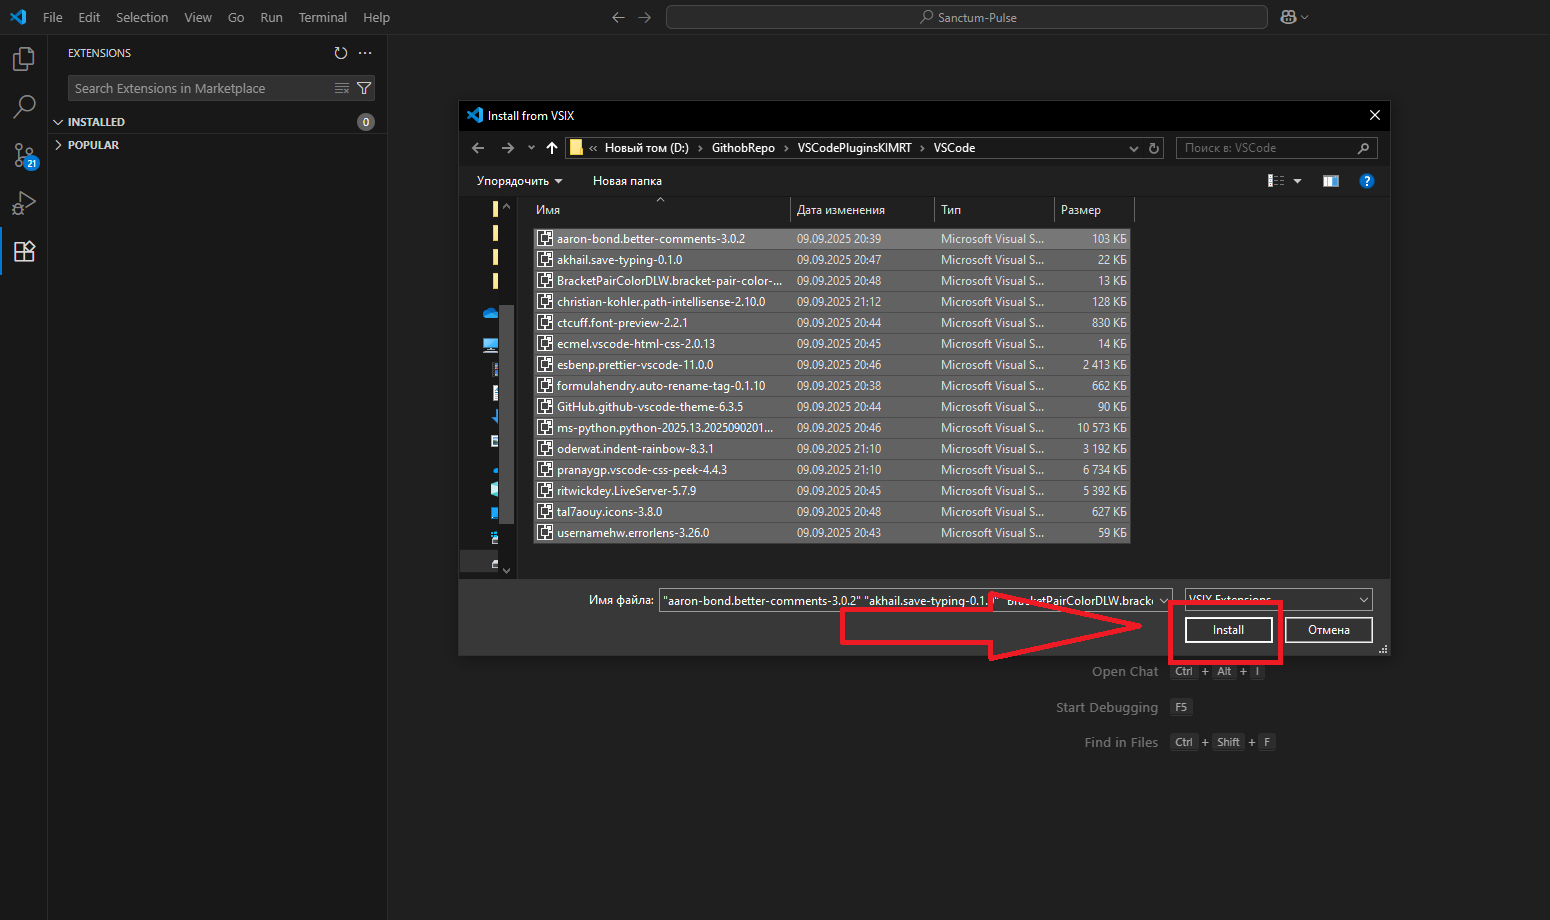 File Edit Selection View Go Run Terminal Help
Sanctum-Pulse
EXTENSIONS
Search Extensions in Marketplace
INSTALLED 0
POPULAR
21
Install from VSIX
« Новый том (D:) › GithobRepo › VSCodePluginsKIMRT › VSCode
Поиск в: VSCode
Упорядочить Новая папка
?
Имя Дата изменения Тип Размер
aaron-bond.better-comments-3.0.2 09.09.2025 20:39 Microsoft Visual S... 103 КБ
akhail.save-typing-0.1.0 09.09.2025 20:47 Microsoft Visual S... 22 КБ
BracketPairColorDLW.bracket-pair-color-... 09.09.2025 20:48 Microsoft Visual S... 13 КБ
christian-kohler.path-intellisense-2.10.0 09.09.2025 21:12 Microsoft Visual S... 128 КБ
ctcuff.font-preview-2.2.1 09.09.2025 20:44 Microsoft Visual S... 830 КБ
ecmel.vscode-html-css-2.0.13 09.09.2025 20:45 Microsoft Visual S... 14 КБ
esbenp.prettier-vscode-11.0.0 09.09.2025 20:46 Microsoft Visual S... 2 413 КБ
formulahendry.auto-rename-tag-0.1.10 09.09.2025 20:38 Microsoft Visual S... 662 КБ
GitHub.github-vscode-theme-6.3.5 09.09.2025 20:44 Microsoft Visual S... 90 КБ
ms-python.python-2025.13.2025090201... 09.09.2025 20:46 Microsoft Visual S... 10 573 КБ
oderwat.indent-rainbow-8.3.1 09.09.2025 21:10 Microsoft Visual S... 3 192 КБ
pranaygp.vscode-css-peek-4.4.3 09.09.2025 21:10 Microsoft Visual S... 6 734 КБ
ritwickdey.LiveServer-5.7.9 09.09.2025 20:45 Microsoft Visual S... 5 392 КБ
tal7aouy.icons-3.8.0 09.09.2025 20:48 Microsoft Visual S... 627 КБ
usernamehw.errorlens-3.26.0 09.09.2025 20:43 Microsoft Visual S... 59 КБ
Имя файла: "aaron-bond.better-comments-3.0.2" "akhail.save-typing-0.1.0" "BracketPairColorDLW.bracke
VSIX Extensions
Install Отмена
Open Chat Ctrl + Alt + I
Start Debugging F5
Find in Files Ctrl + Shift + F